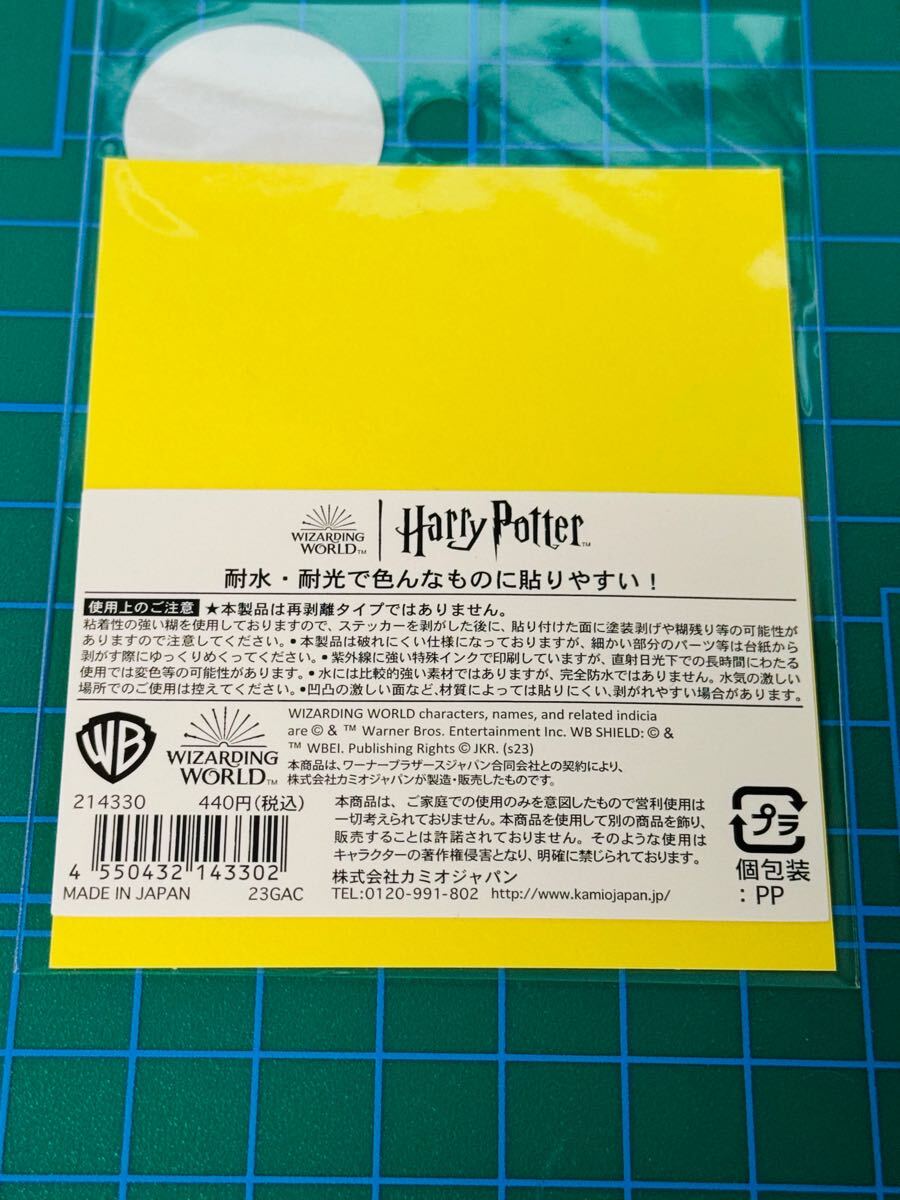 WIZARDING WORLD™ | Harry Potter™
耐水・耐光で色んなものに貼りやすい！
使用上のご注意 ★本製品は再剥離タイプではありません。
粘着性の強い糊を使用しておりますので、ステッカーを剥がした後に、貼り付けた面に塗装剥げや糊残り等の可能性が
ありますので注意してください。•本製品は破れにくい仕様になっておりますが、細かい部分のパーツ等は台紙から
剥がす際にゆっくりめくってください。•紫外線に強い特殊インクで印刷していますが、直射日光下での長時間にわたる
使用では変色等の可能性があります。•水には比較的強い素材ではありますが、完全防水ではありません。水気の激しい
場所でのご使用は控えてください。•凹凸の激しい面など、材質によっては貼りにくい、剥がれやすい場合があります。
WB
WIZARDING WORLD™
WIZARDING WORLD characters, names, and related indicia
are © & ™ Warner Bros. Entertainment Inc. WB SHIELD: © &
™ WBEI. Publishing Rights © JKR. (s23)
本商品は、ワーナーブラザースジャパン合同会社との契約により、
株式会社カミオジャパンが製造・販売したものです。
214330 440円(税込)
4 550432 143302
MADE IN JAPAN 23GAC
本商品は、ご家庭での使用のみを意図したもので営利使用は
一切考えられておりません。本商品を使用して別の商品を飾り、
販売することは許諾されておりません。そのような使用は
キャラクターの著作権侵害となり、明確に禁じられております。
株式会社カミオジャパン
TEL:0120-991-802 http://www.kamiojapan.jp/
プラ
個包装
:PP